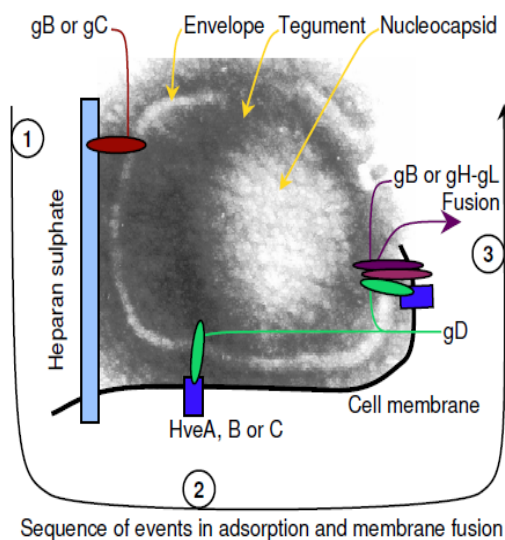 gB or gC
Envelope
Tegument
Nucleocapsid
1
Heparan sulphate
gB or gH-gL
Fusion
3
gD
Cell membrane
HveA, B or C
2
Sequence of events in adsorption and membrane fusion